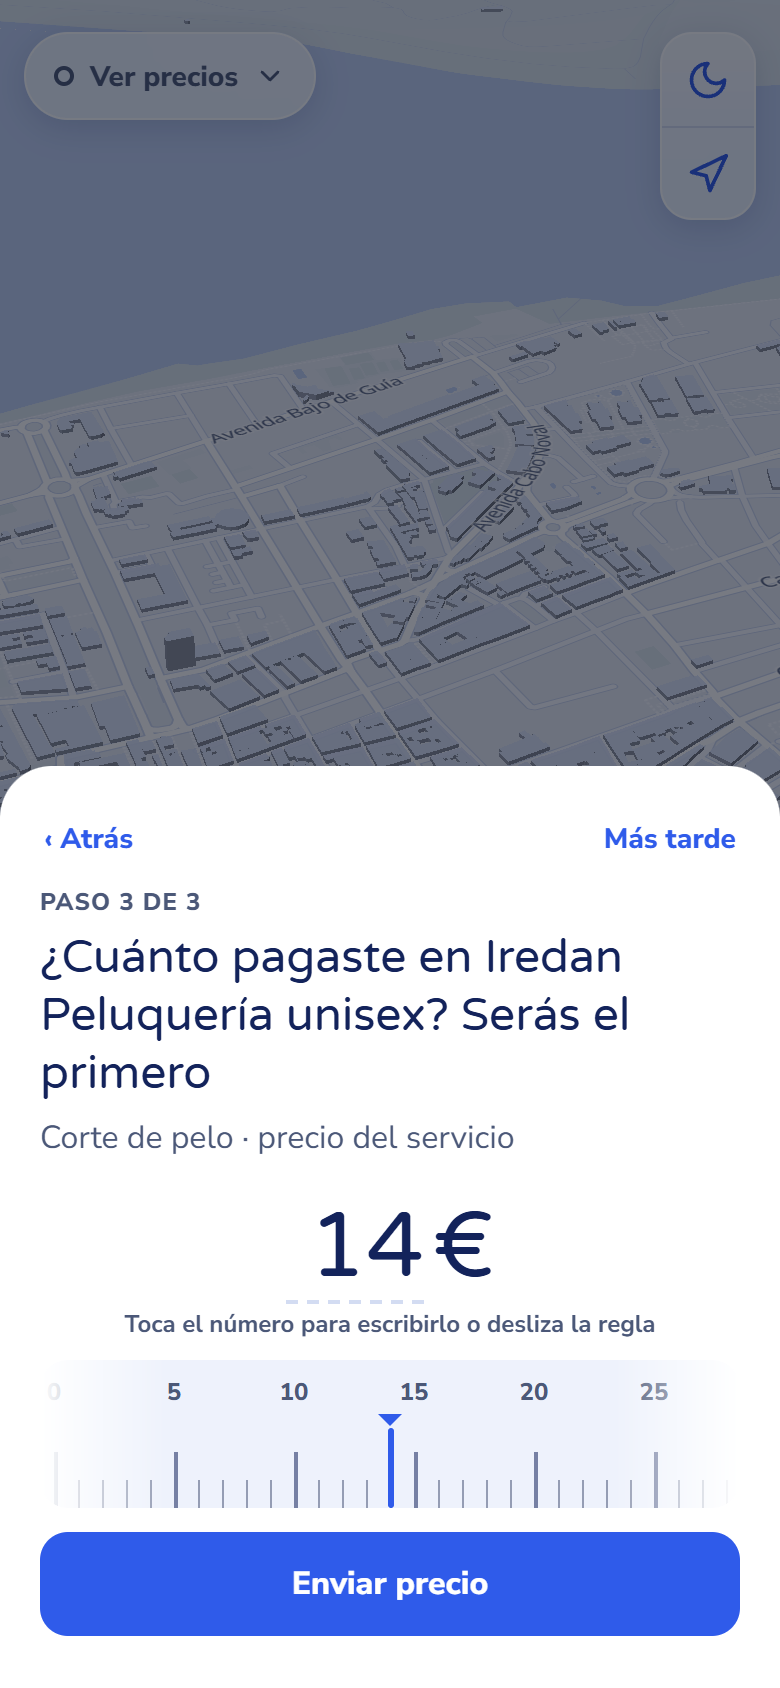 Ver precios
Avenida Bajo de Guía
Avenida Cabo Noval
‹ Atrás
Más tarde
PASO 3 DE 3
¿Cuánto pagaste en Iredan
Peluquería unisex? Serás el
primero
Corte de pelo · precio del servicio
14 €
Toca el número para escribirlo o desliza la regla
0 5 10 15 20 25
Enviar precio